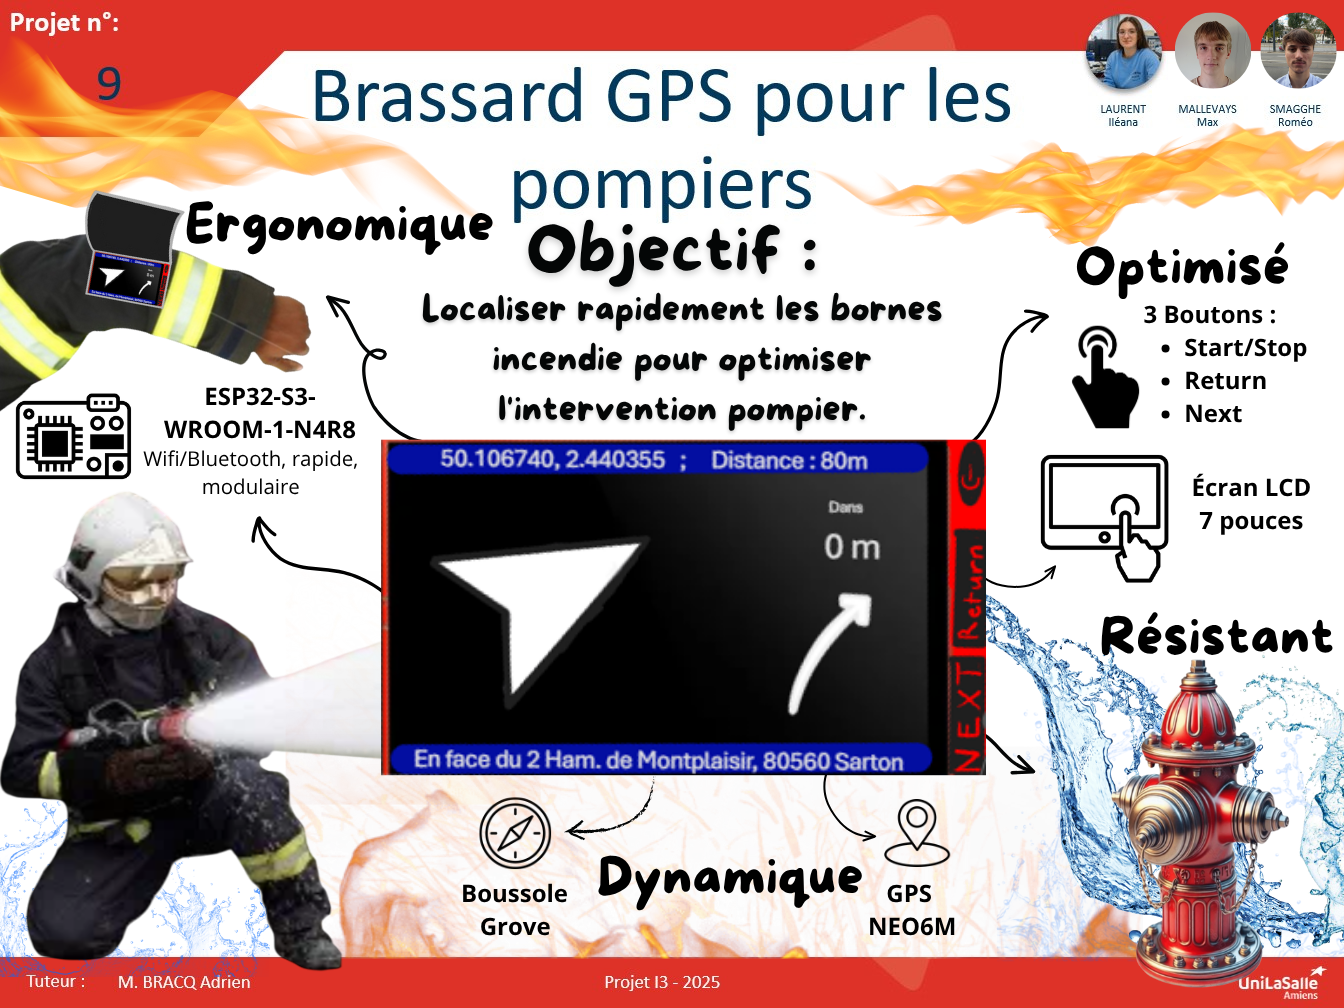 Projet n°:
9
Brassard GPS pour les
pompiers
LAURENT
Iléana
MALLEVAYS
Max
SMAGGHE
Roméo
Ergonomique
Objectif :
Localiser rapidement les bornes
incendie pour optimiser
l'intervention pompier.
Optimisé
3 Boutons :
• Start/Stop
• Return
• Next
ESP32-S3-
WROOM-1-N4R8
Wifi/Bluetooth, rapide,
modulaire
50.106740, 2.440355 ; Distance : 80m
Dans
0 m
Return
NEXT
En face du 2 Ham. de Montplaisir, 80560 Sarton
Écran LCD
7 pouces
Résistant
Boussole
Grove
Dynamique
GPS
NEO6M
Tuteur : M. BRACQ Adrien
Projet I3 - 2025
UniLaSalle
Amiens